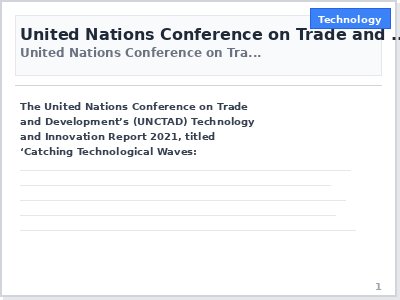 Technology
United Nations Conference on Trade and ...
United Nations Conference on Tra...
The United Nations Conference on Trade
and Development’s (UNCTAD) Technology
and Innovation Report 2021, titled
‘Catching Technological Waves:
1